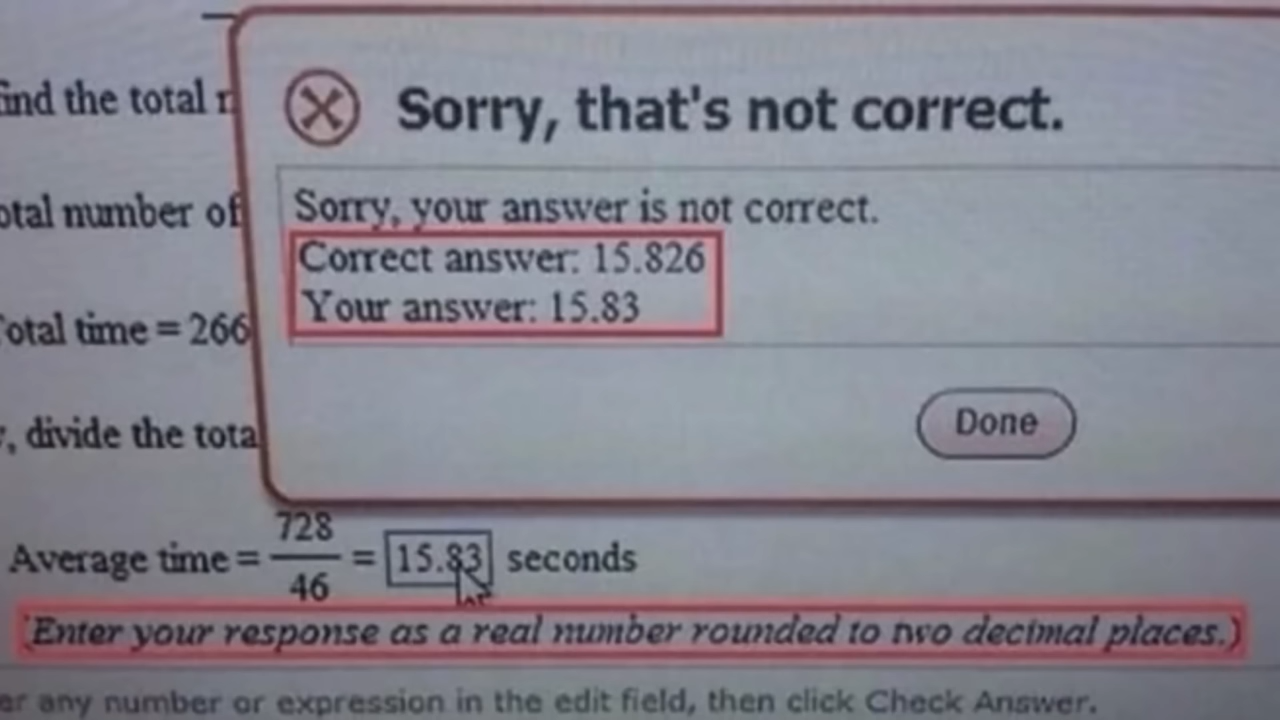 find the total
Sorry, that's not correct.
otal number of
Sorry, your answer is not correct.
Correct answer: 15.826
Your answer: 15.83
Total time = 266
, divide the tota
Done
728
Average time = = 15.83 seconds
46
(Enter your response as a real number rounded to two decimal places.)
er any number or expression in the edit field, then click Check Answer.